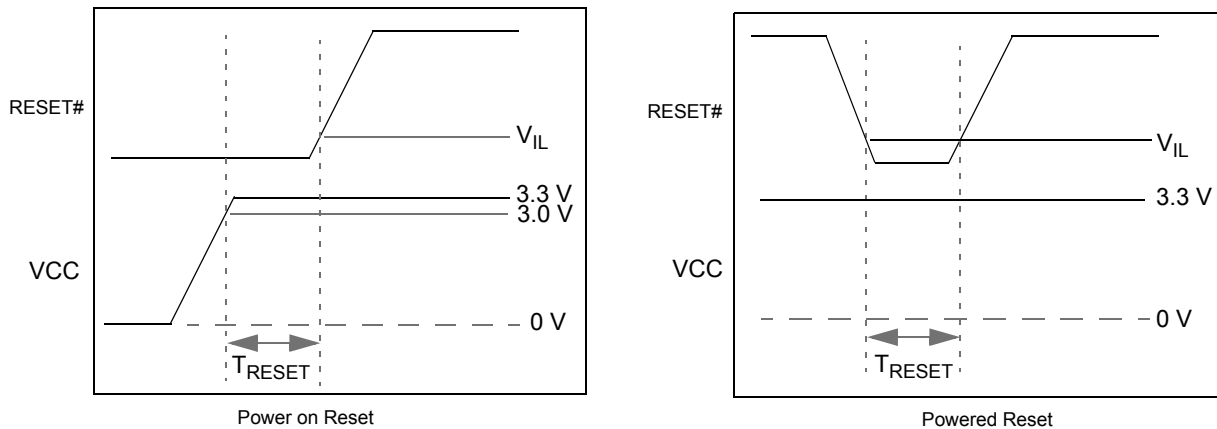 RESET#
VIL
3.3 V
3.0 V
VCC
0 V
TRESET
Power on Reset
RESET#
VIL
3.3 V
VCC
0 V
TRESET
Powered Reset